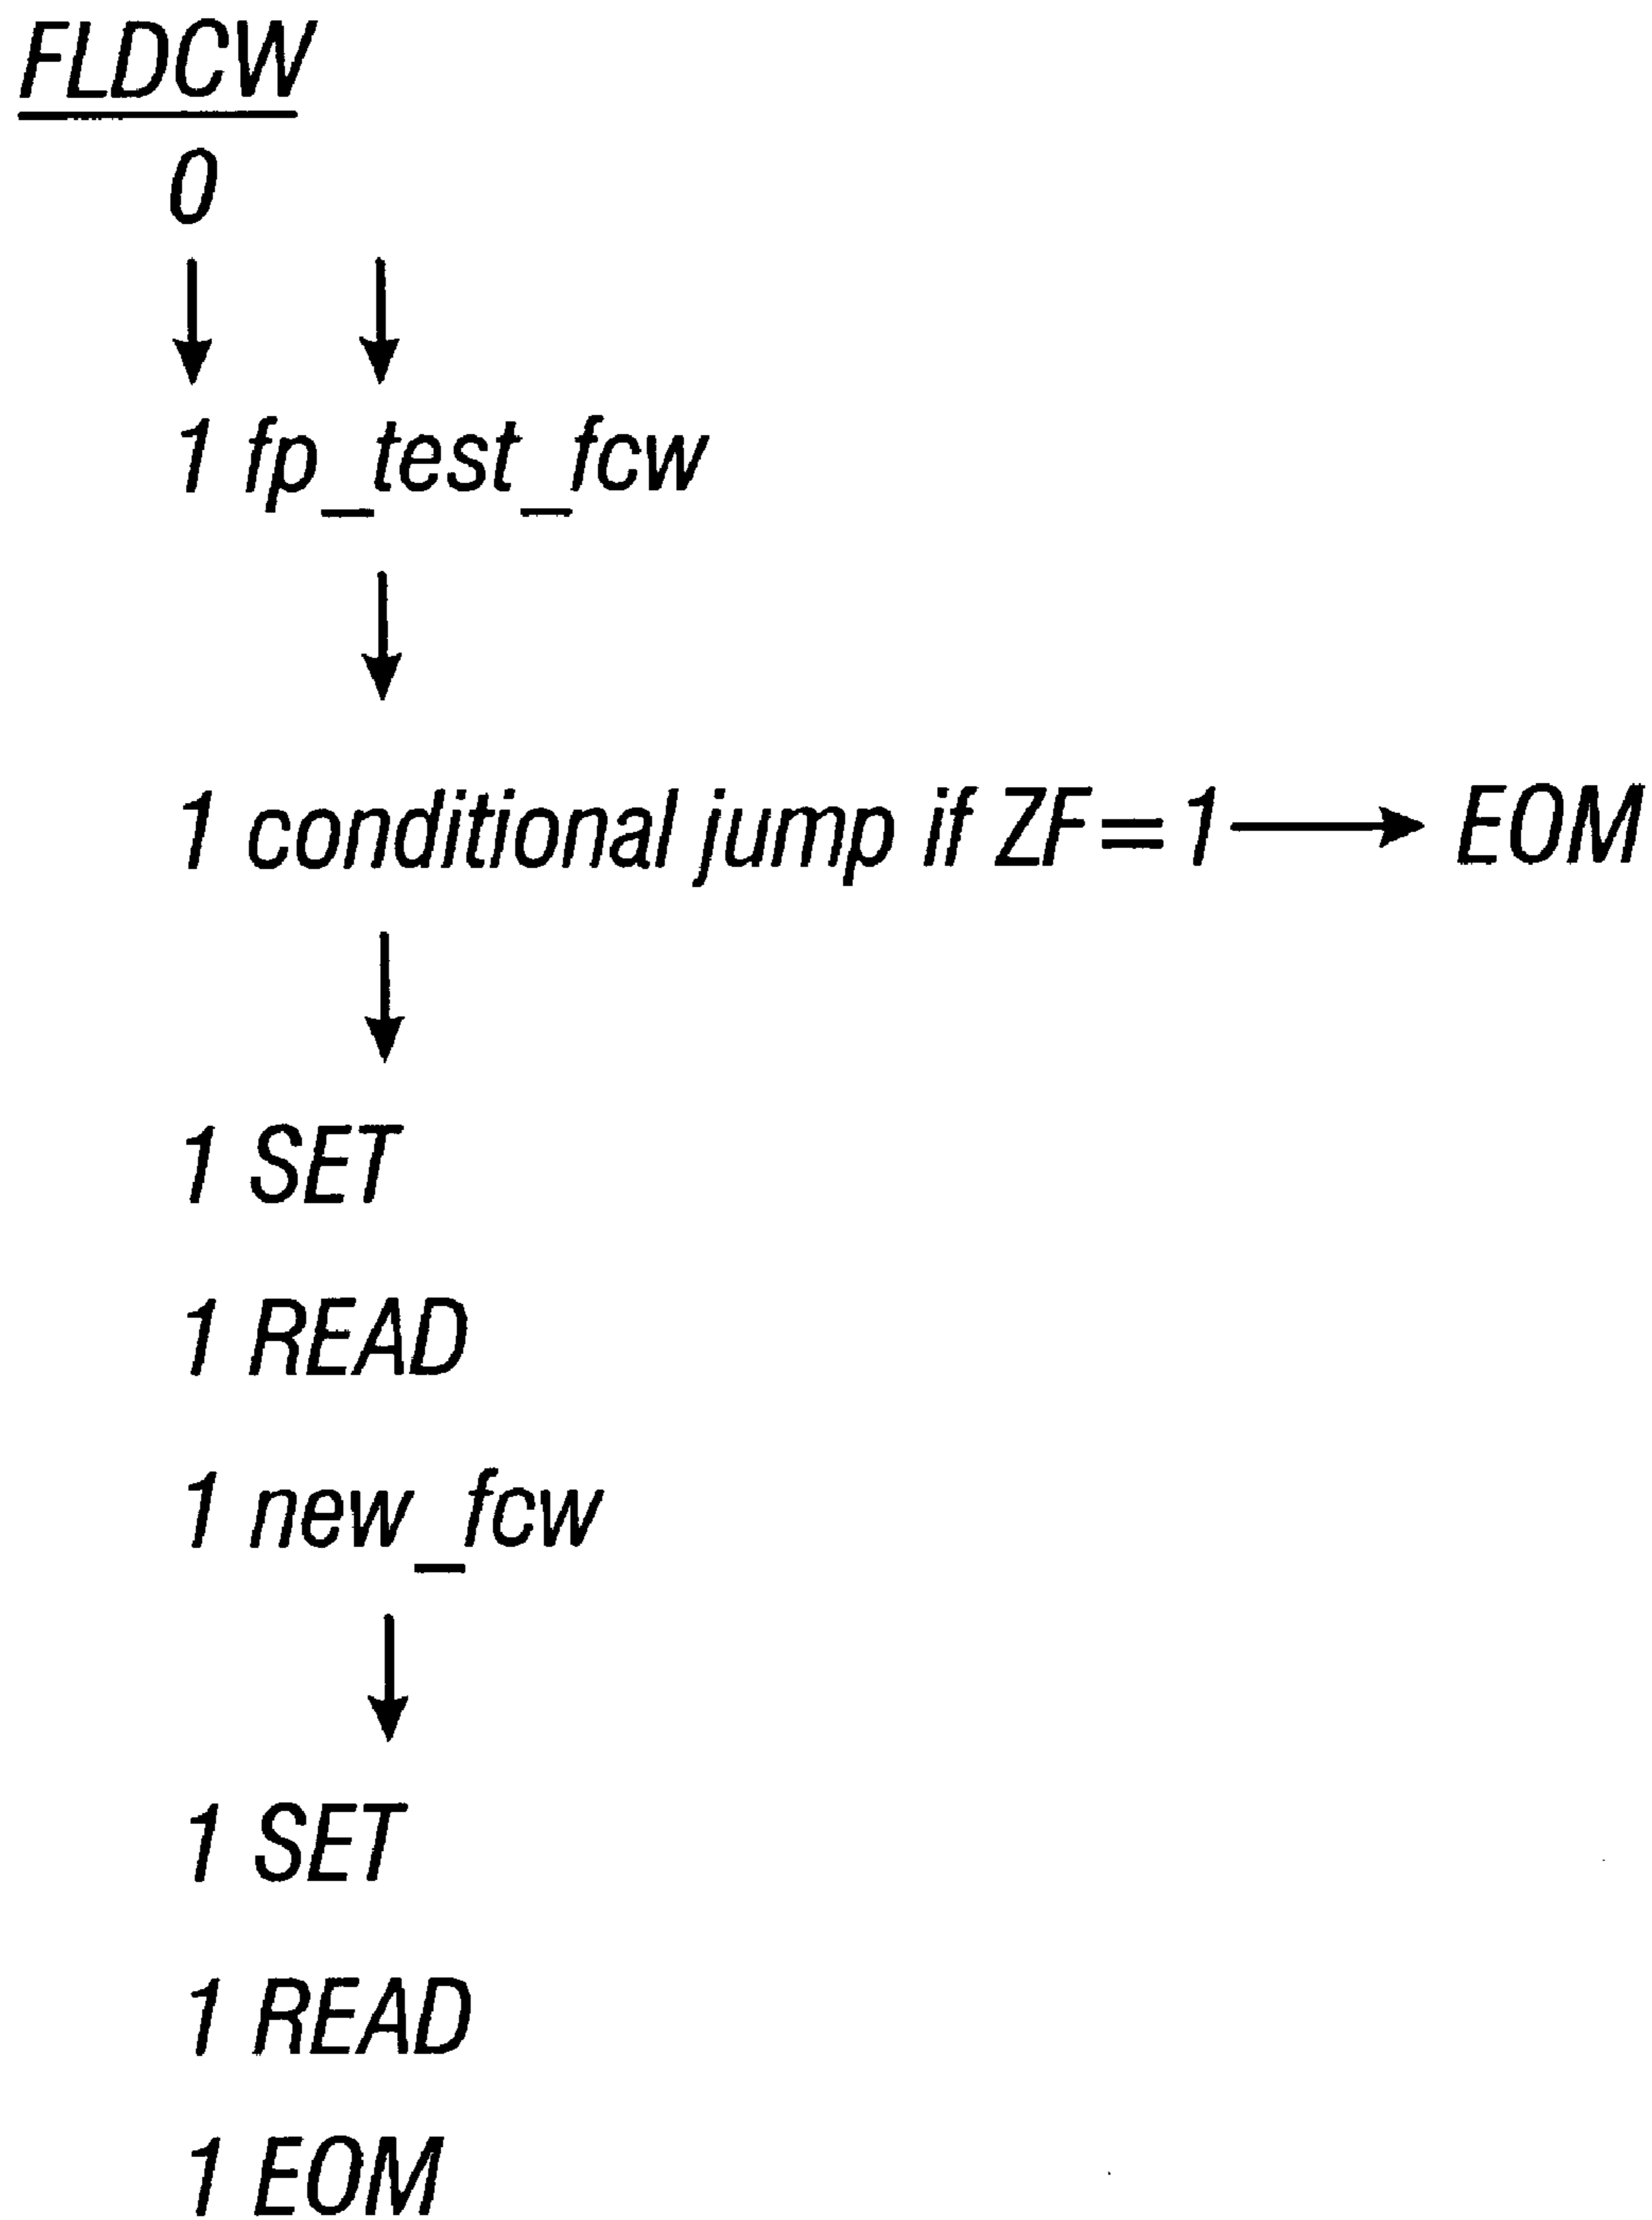 FLDCW
0
1 fp_test_fcw
1 conditional jump if ZF=1 → EOM
1 SET
1 READ
1 new_fcw
1 SET
1 READ
1 EOM